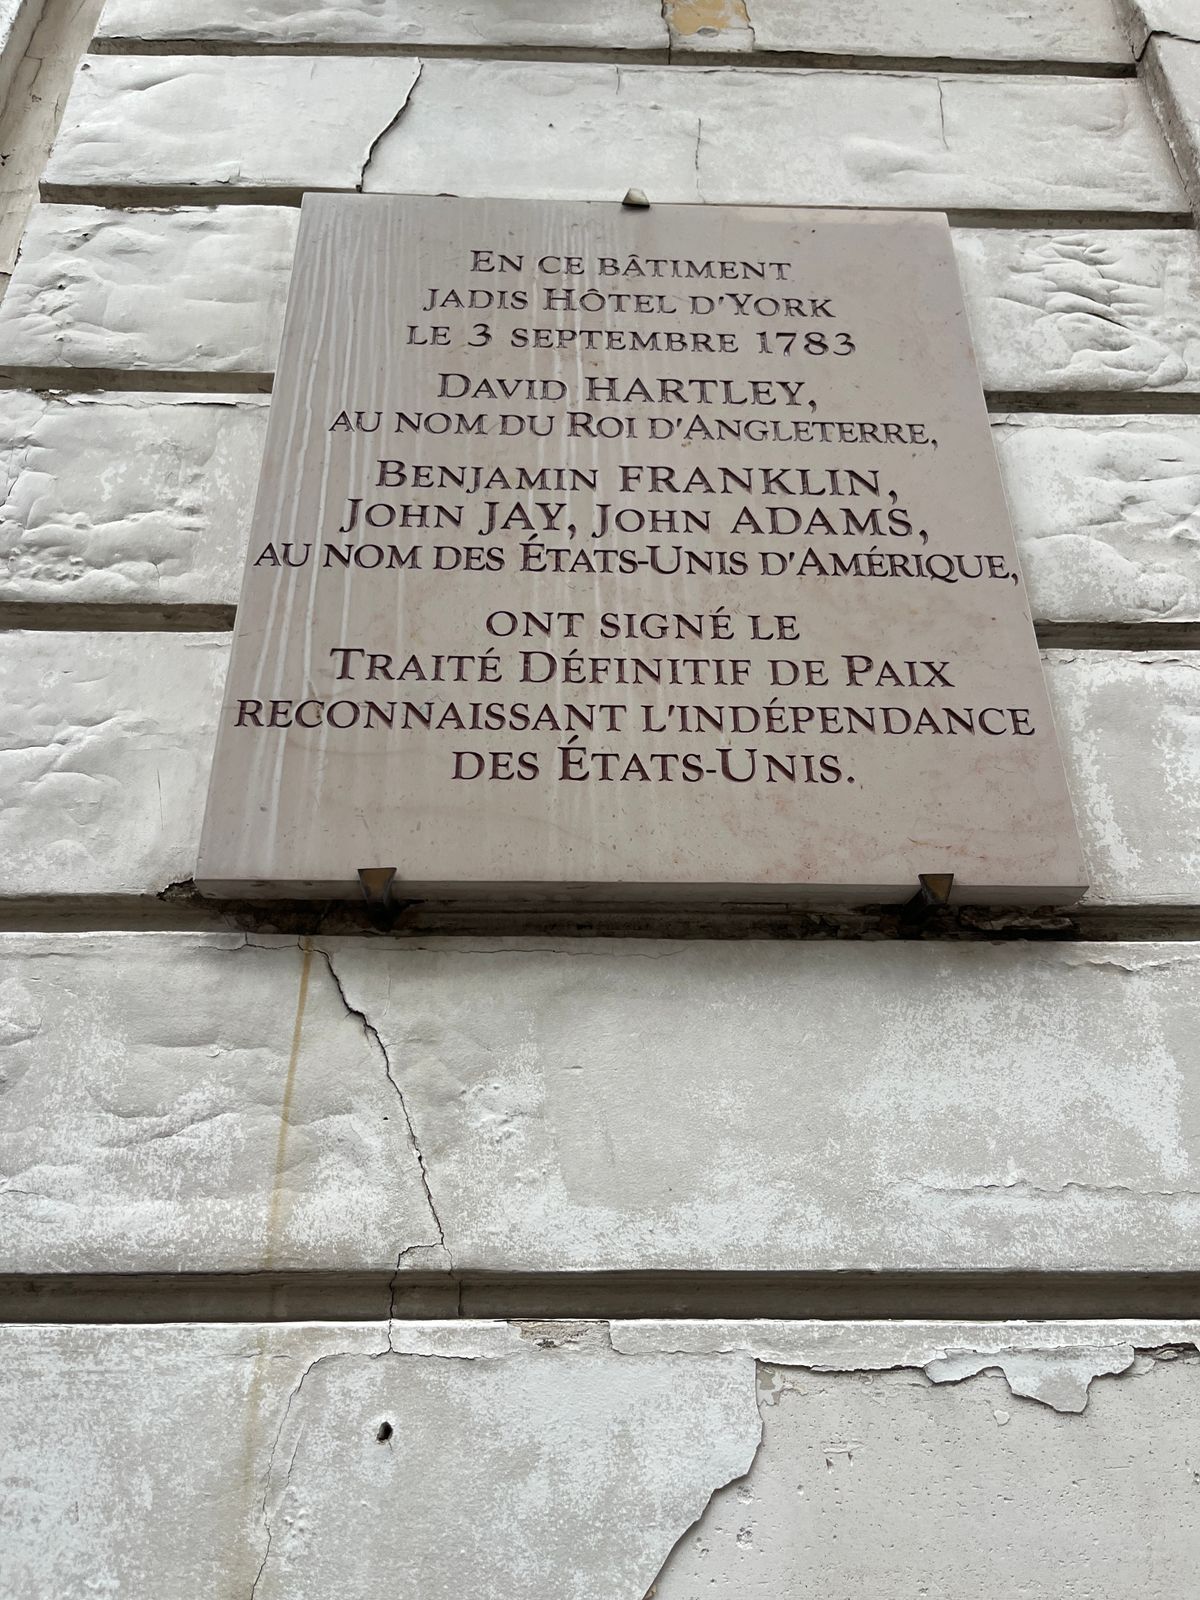 En ce bâtiment
jadis Hôtel d'York
le 3 septembre 1783
David HARTLEY,
au nom du Roi d'Angleterre,
Benjamin FRANKLIN,
John JAY, John ADAMS,
au nom des États-Unis d'Amérique,
ont signé le
Traité Définitif de Paix
reconnaissant l'indépendance
des États-Unis.